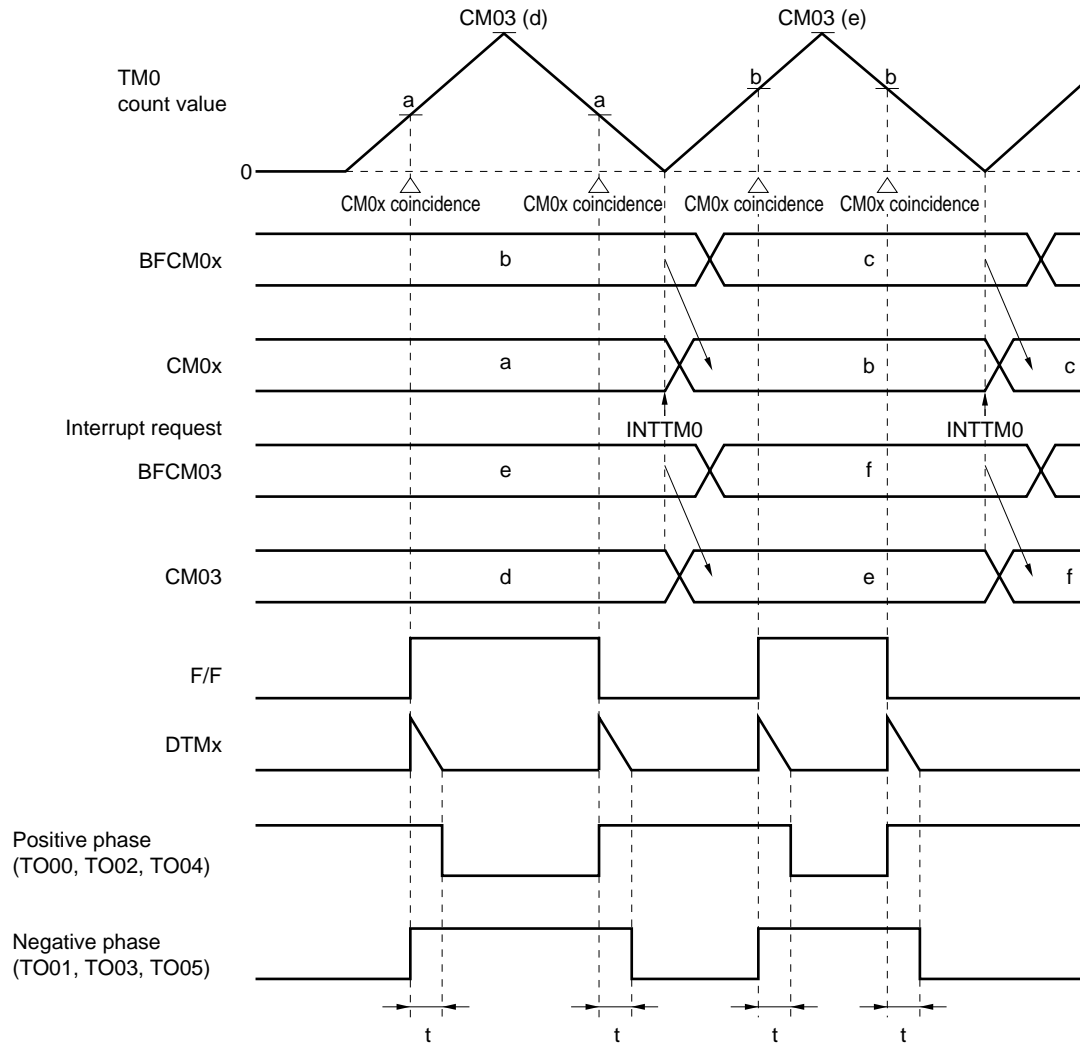 CM03 (d)
CM03 (e)
TM0
count value
a
a
b
b
0
CM0x coincidence
CM0x coincidence
CM0x coincidence
CM0x coincidence
BFCM0x
b
c
CM0x
a
b
c
Interrupt request
INTTM0
INTTM0
BFCM03
e
f
CM03
d
e
f
F/F
DTMx
Positive phase
(TO00, TO02, TO04)
Negative phase
(TO01, TO03, TO05)
t
t
t
t